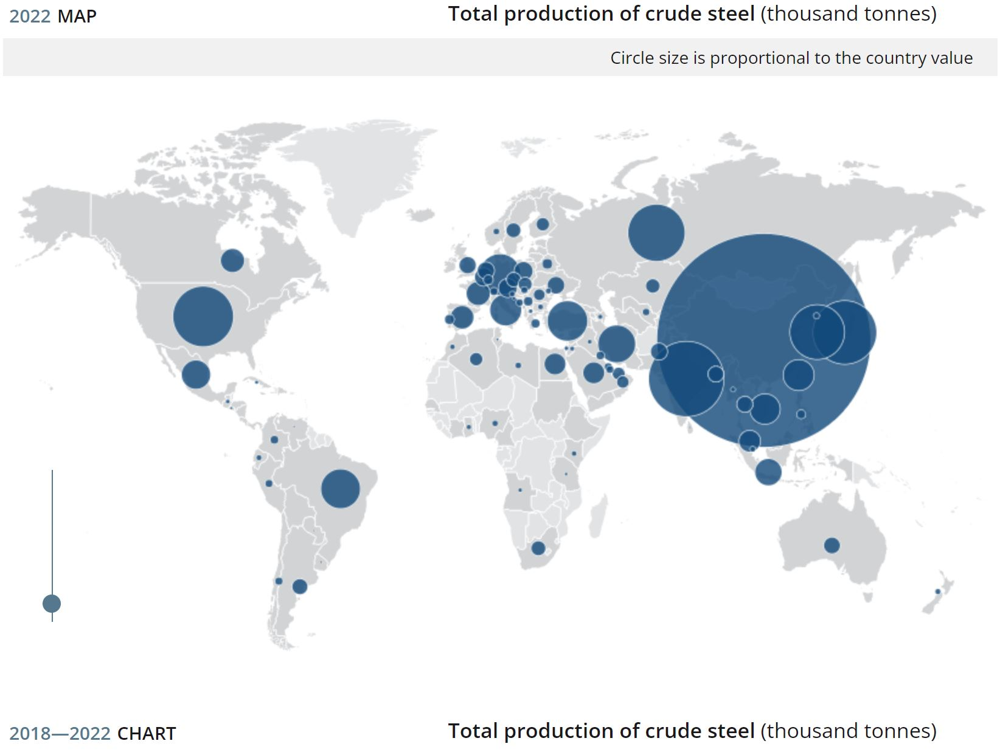 2022 MAP
Total production of crude steel (thousand tonnes)
Circle size is proportional to the country value
2018—2022 CHART
Total production of crude steel (thousand tonnes)